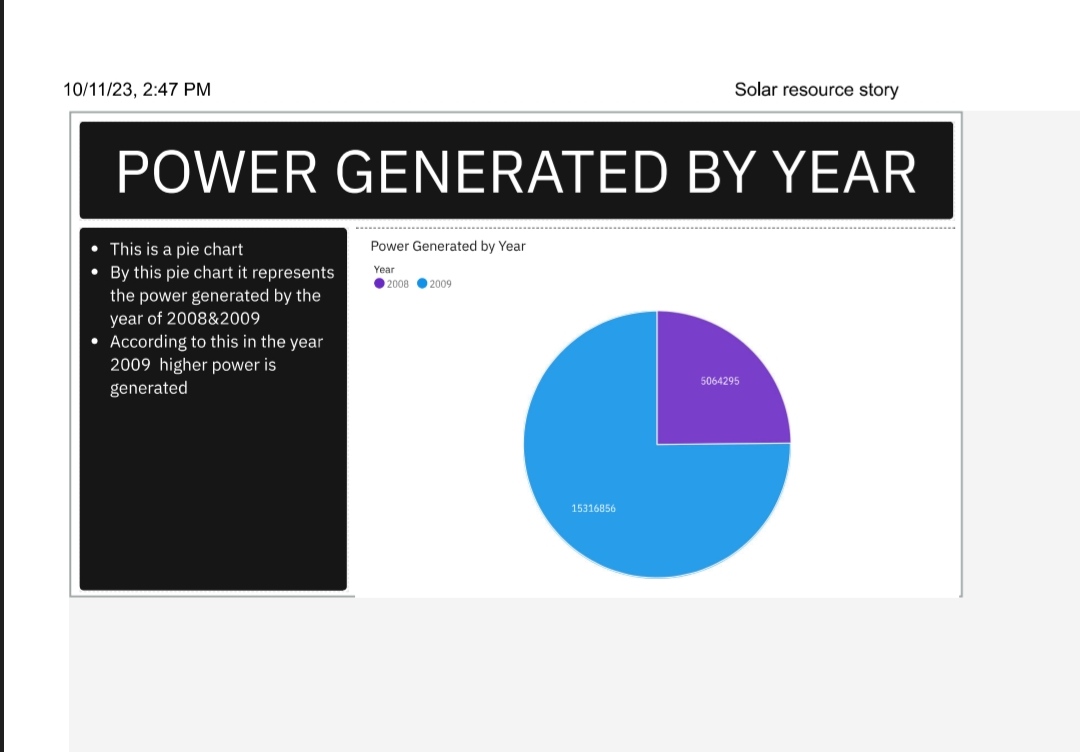 10/11/23, 2:47 PM
Solar resource story
POWER GENERATED BY YEAR
• This is a pie chart
• By this pie chart it represents
the power generated by the
year of 2008&2009
• According to this in the year
2009 higher power is
generated
Power Generated by Year
Year
2008 2009
5064295
15316856